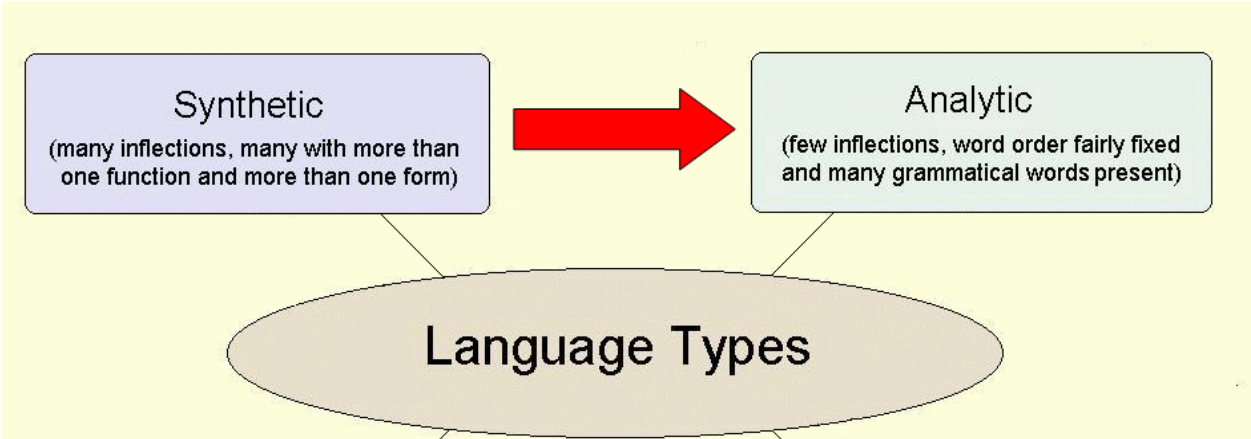 Synthetic
(many inflections, many with more than
one function and more than one form)
Analytic
(few inflections, word order fairly fixed
and many grammatical words present)
Language Types